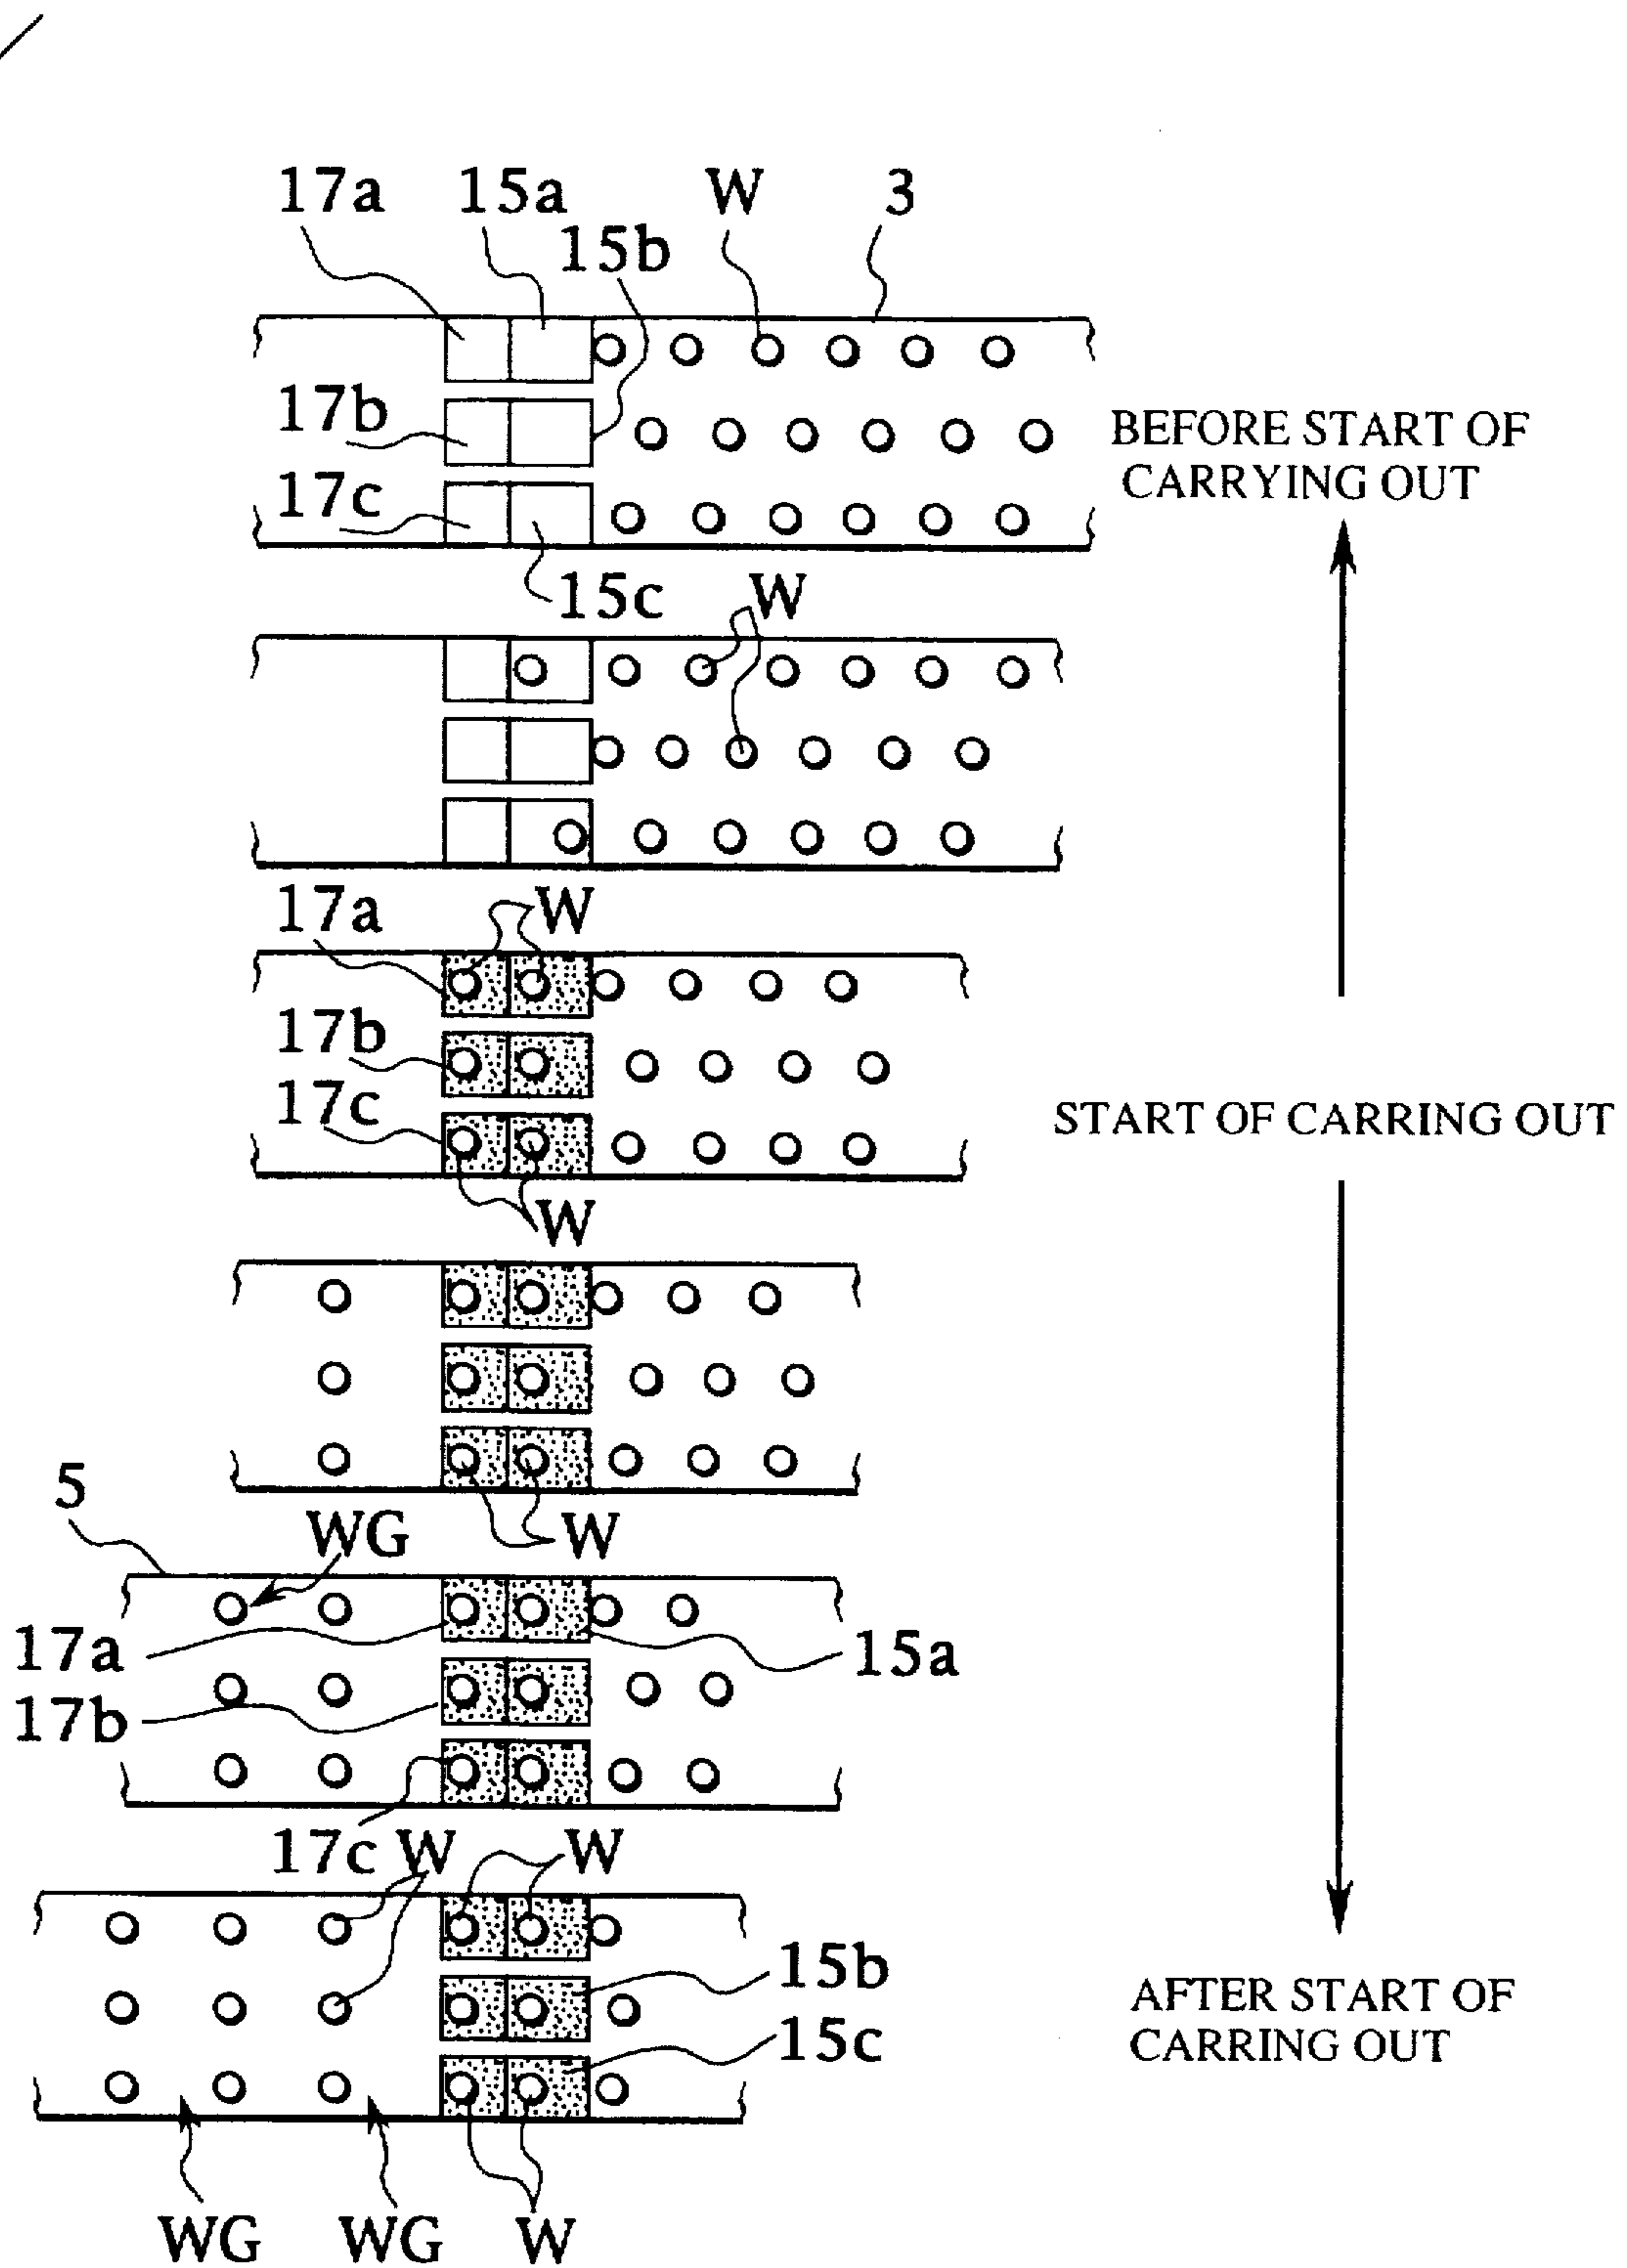 17a 15a W 3
15b
17b
BEFORE START OF
CARRYING OUT
17c
15c W
17a W
17b
17c
START OF CARRING OUT
W
5
WG W
17a 15a
17b
17c W W
15b
15c
AFTER START OF
CARRING OUT
WG WG W